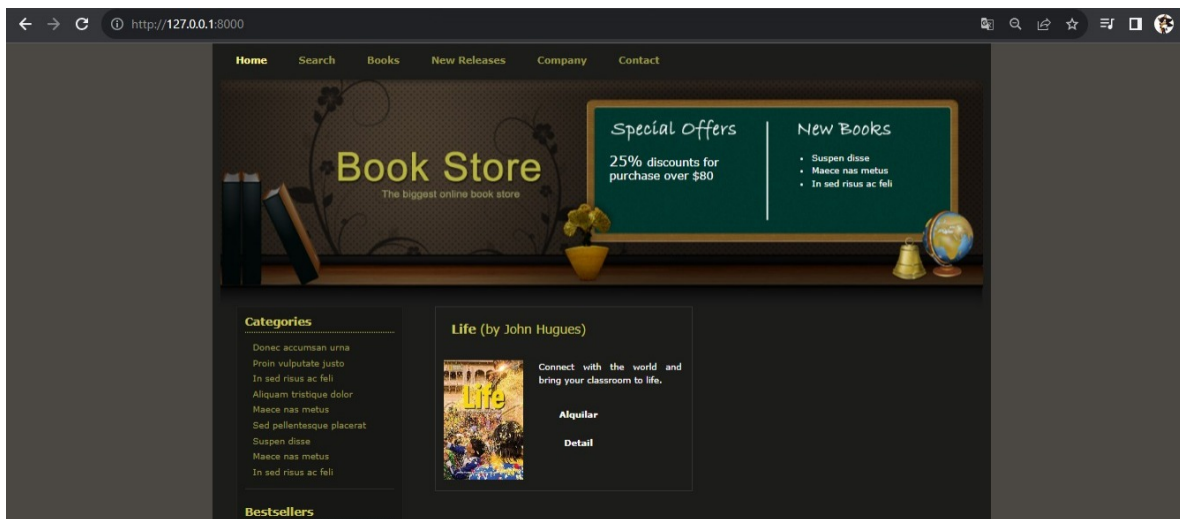 http://127.0.0.1:8000
Home Search Books New Releases Company Contact
Book Store
The biggest online book store
Special Offers
25% discounts for
purchase over $80
New Books
Suspen disse
Maece nas metus
In sed risus ac feli
Categories
Donec accumsan urna
Proin vulputate justo
In sed risus ac feli
Aliquam tristique dolor
Maece nas metus
Sed pellentesque placerat
Suspen disse
Maece nas metus
In sed risus ac feli
Bestsellers
Life (by John Hugues)
Life
Connect with the world and
bring your classroom to life.
Alquilar
Detail